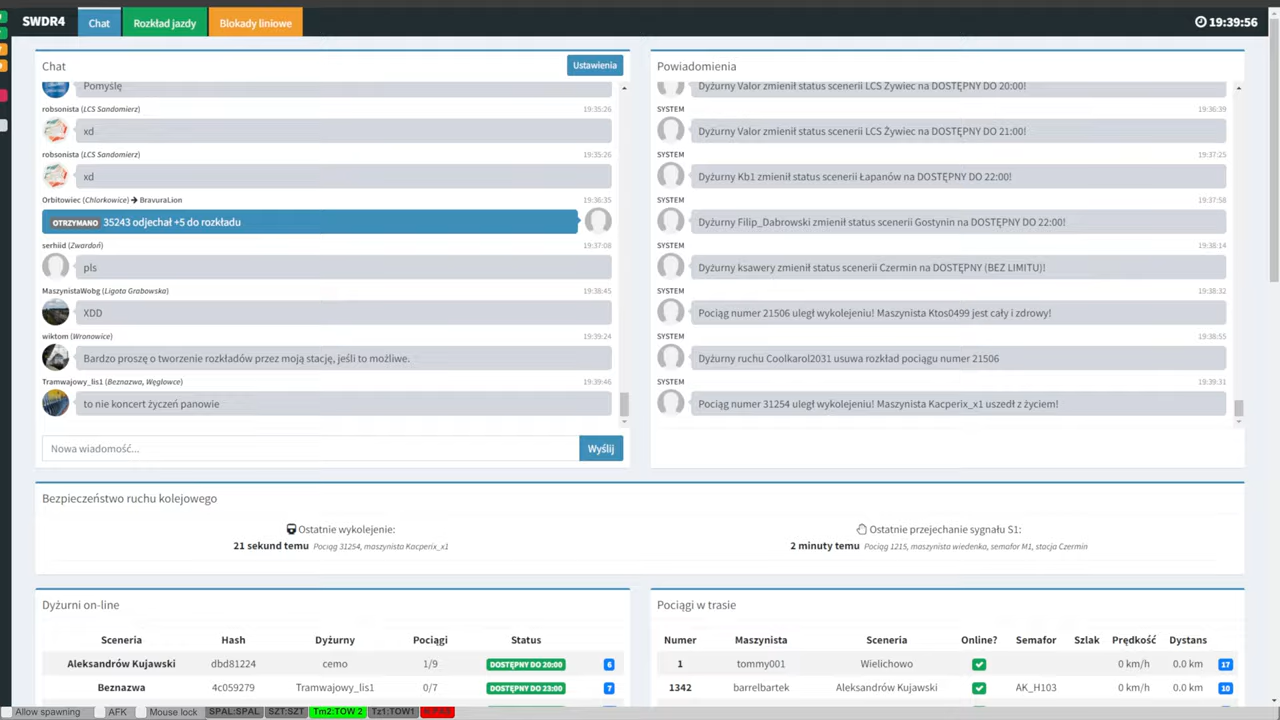 SWDR4 Chat Rozkład jazdy Blokady liniowe 19:39:56
Chat Ustawienia
Pomyślę
robsonista (LCS Sandomierz) 19:35:26
xd
robsonista (LCS Sandomierz) 19:35:26
xd
Orbitowiec (Chlorkowice) → BravuraLion 19:36:35
OTRZYMANO 35243 odjechał +5 do rozkładu
serhiid (Zwardoń) 19:37:08
pls
MaszynistaWobg (Ligota Grabowska) 19:38:45
XDD
wiktom (Wronowice) 19:39:24
Bardzo proszę o tworzenie rozkładów przez moją stację, jeśli to możliwe.
Tramwajowy_lis1 (Beznazwa, Węglowce) 19:39:46
to nie koncert życzeń panowie
Nowa wiadomość... Wyślij
Powiadomienia
Dyżurny Valor zmienił status scenerii LCS Żywiec na DOSTĘPNY DO 20:00!
SYSTEM 19:36:39
Dyżurny Valor zmienił status scenerii LCS Żywiec na DOSTĘPNY DO 21:00!
SYSTEM 19:37:25
Dyżurny Kb1 zmienił status scenerii Łapanów na DOSTĘPNY DO 22:00!
SYSTEM 19:37:58
Dyżurny Filip_Dabrowski zmienił status scenerii Gostynin na DOSTĘPNY DO 22:00!
SYSTEM 19:38:14
Dyżurny ksawery zmienił status scenerii Czermin na DOSTĘPNY (BEZ LIMITU)!
SYSTEM 19:38:32
Pociąg numer 21506 uległ wykolejeniu! Maszynista Ktos0499 jest cały i zdrowy!
SYSTEM 19:38:55
Dyżurny ruchu Coolkarol2031 usuwa rozkład pociągu numer 21506
SYSTEM 19:39:31
Pociąg numer 31254 uległ wykolejeniu! Maszynista Kacperix_x1 uszedł z życiem!
Bezpieczeństwo ruchu kolejowego
Ostatnie wykolejenie:
21 sekund temu Pociąg 31254, maszynista Kacperix_x1
Ostatnie przejechanie sygnału S1:
2 minuty temu Pociąg 1215, maszynista wiedenka, semafor M1, stacja Czermin
Dyżurni on-line
Sceneria Hash Dyżurny Pociągi Status
Aleksandrów Kujawski dbd81224 cemo 1/9 DOSTĘPNY DO 20:00 6
Beznazwa 4c059279 Tramwajowy_lis1 0/7 DOSTĘPNY DO 23:00 7
Pociągi w trasie
Numer Maszynista Sceneria Online? Semafor Szlak Prędkość Dystans
1 tommy001 Wielichowo 0 km/h 0.0 km 17
1342 barrelbartek Aleksandrów Kujawski AK_H103 0 km/h 0.0 km 10
Allow spawning AFK Mouse lock SPAL:SPAL SZT:SZT Tm2:TOW 2 Tz1:TOW1